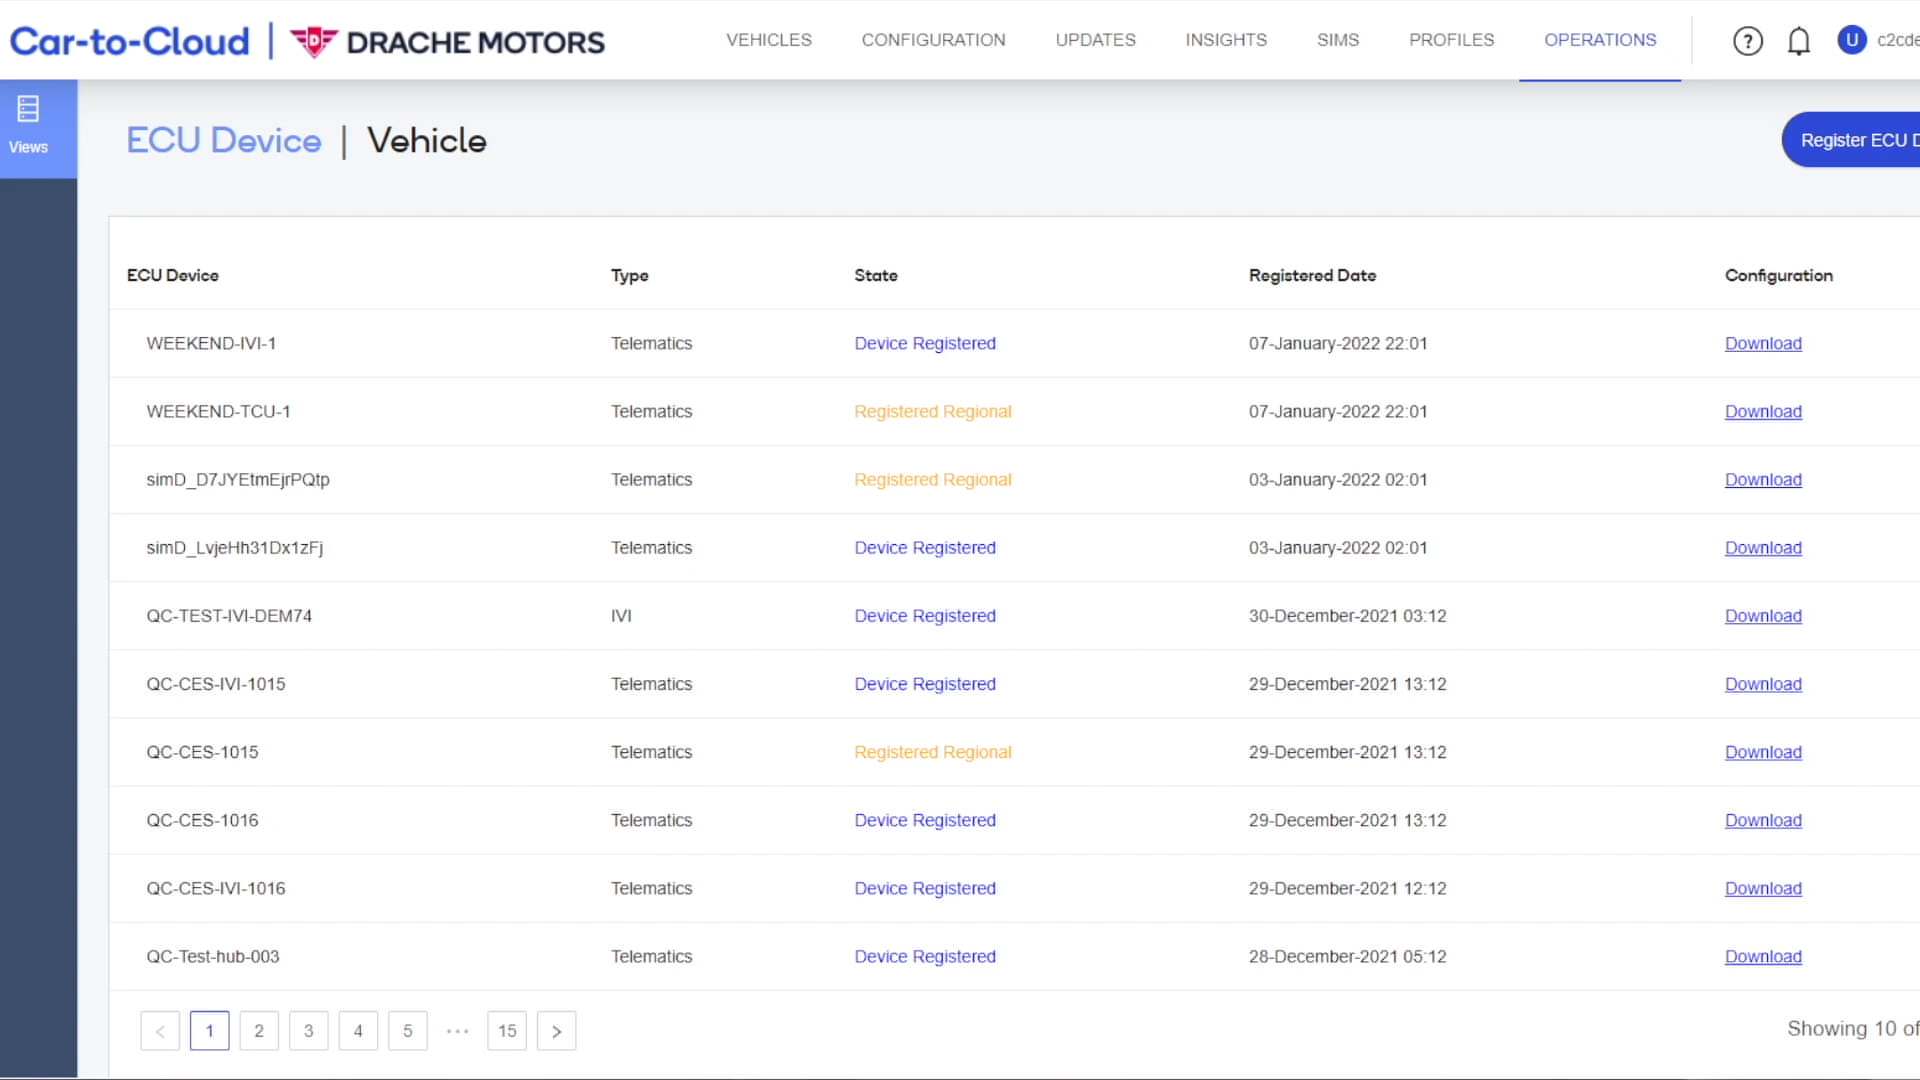 Car-to-Cloud | DRACHE MOTORS VEHICLES CONFIGURATION UPDATES INSIGHTS SIMS PROFILES OPERATIONS ? U c2cde
Views
ECU Device | Vehicle
Register ECU D
ECU Device Type State Registered Date Configuration
WEEKEND-IVI-1 Telematics Device Registered 07-January-2022 22:01 Download
WEEKEND-TCU-1 Telematics Registered Regional 07-January-2022 22:01 Download
simD_D7JYEtmEjrPQtp Telematics Registered Regional 03-January-2022 02:01 Download
simD_LvjeHh31Dx1zFj Telematics Device Registered 03-January-2022 02:01 Download
QC-TEST-IVI-DEM74 IVI Device Registered 30-December-2021 03:12 Download
QC-CES-IVI-1015 Telematics Device Registered 29-December-2021 13:12 Download
QC-CES-1015 Telematics Registered Regional 29-December-2021 13:12 Download
QC-CES-1016 Telematics Device Registered 29-December-2021 13:12 Download
QC-CES-IVI-1016 Telematics Device Registered 29-December-2021 12:12 Download
QC-Test-hub-003 Telematics Device Registered 28-December-2021 05:12 Download
< 1 2 3 4 5 ••• 15 > Showing 10 of